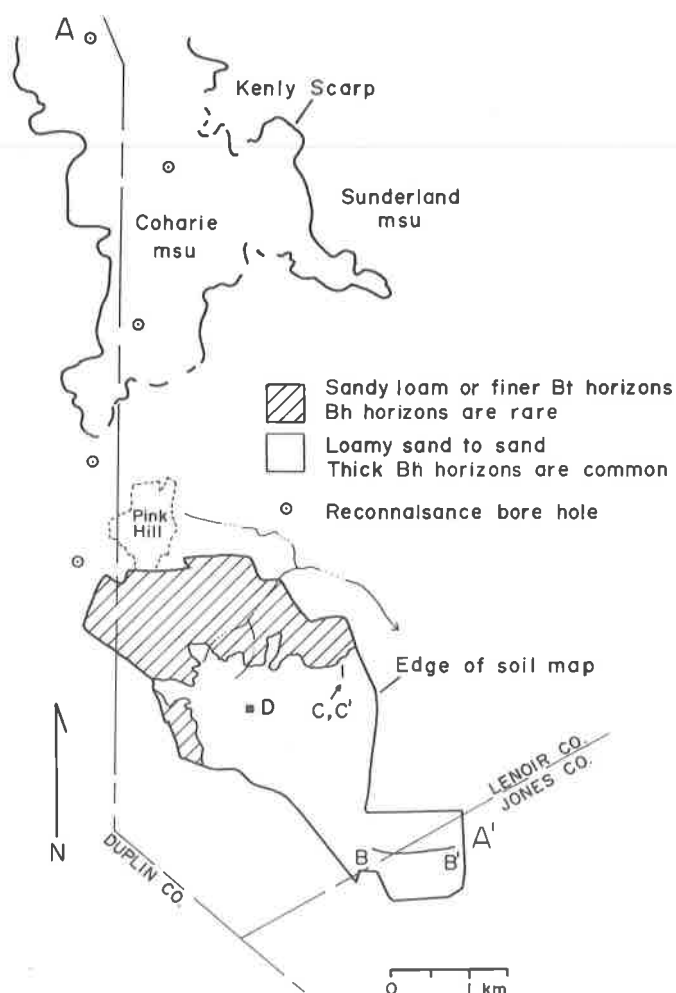 A
Kenly Scarp
Sunderland
msu
Coharie
msu
Sandy loam or finer Bt horizons
Bh horizons are rare
Loamy sand to sand
Thick Bh horizons are common
Reconnaisance bore hole
Pink
Hill
Edge of soil map
D
C, C'
LENOIR CO.
JONES CO.
A'
B
B'
N
DUPLIN CO.
0 1 km